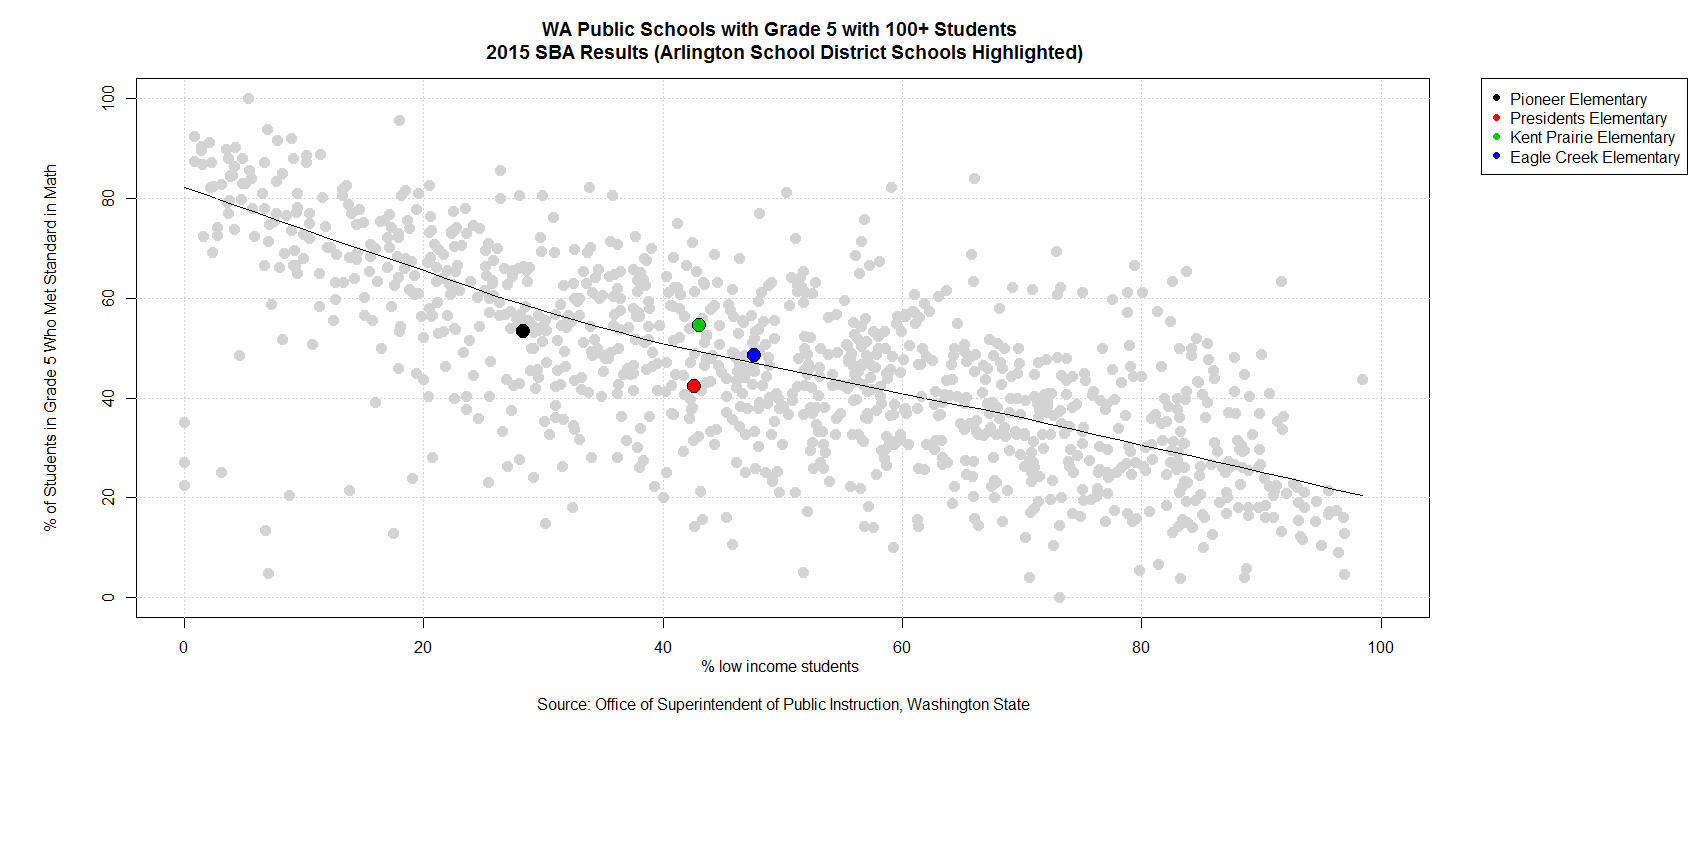 WA Public Schools with Grade 5 with 100+ Students
2015 SBA Results (Arlington School District Schools Highlighted)
Pioneer Elementary
Presidents Elementary
Kent Prairie Elementary
Eagle Creek Elementary
% of Students in Grade 5 Who Met Standard in Math
100
80
60
40
20
0
0 20 40 60 80 100
% low income students
Source: Office of Superintendent of Public Instruction, Washington State